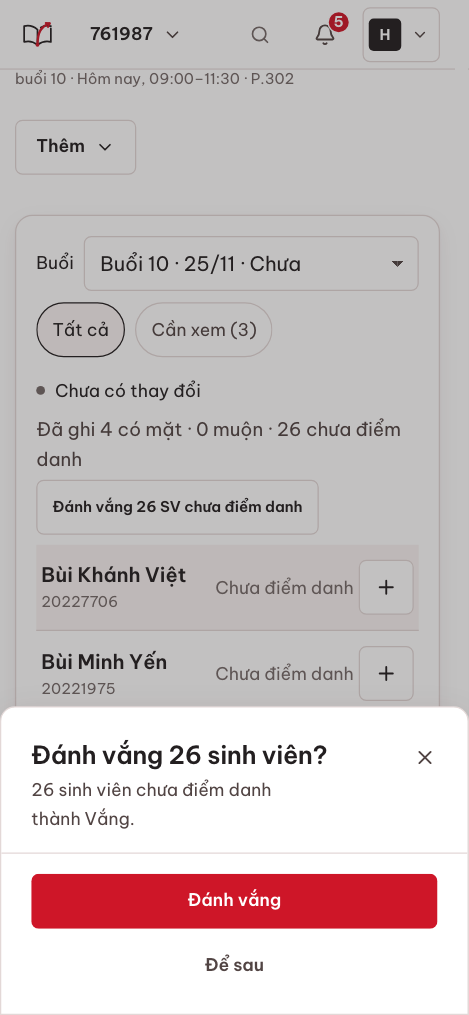 761987
5
H
buổi 10 · Hôm nay, 09:00–11:30 · P.302
Thêm
Buổi
Buổi 10 · 25/11 · Chưa
Tất cả
Cần xem (3)
Chưa có thay đổi
Đã ghi 4 có mặt · 0 muộn · 26 chưa điểm
danh
Đánh vắng 26 SV chưa điểm danh
Bùi Khánh Việt
20227706
Chưa điểm danh
Bùi Minh Yến
20221975
Chưa điểm danh
Đánh vắng 26 sinh viên?
26 sinh viên chưa điểm danh
thành Vắng.
Đánh vắng
Để sau